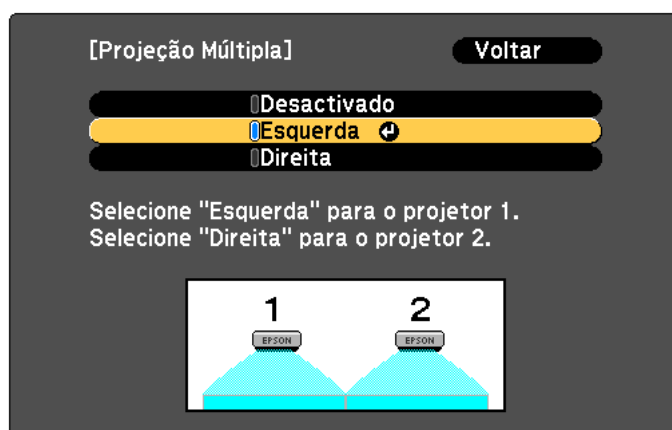 [Projeção Múltipla]
Voltar
Desactivado
Esquerda
Direita
Selecione "Esquerda" para o projetor 1.
Selecione "Direita" para o projetor 2.
1 2
EPSON EPSON